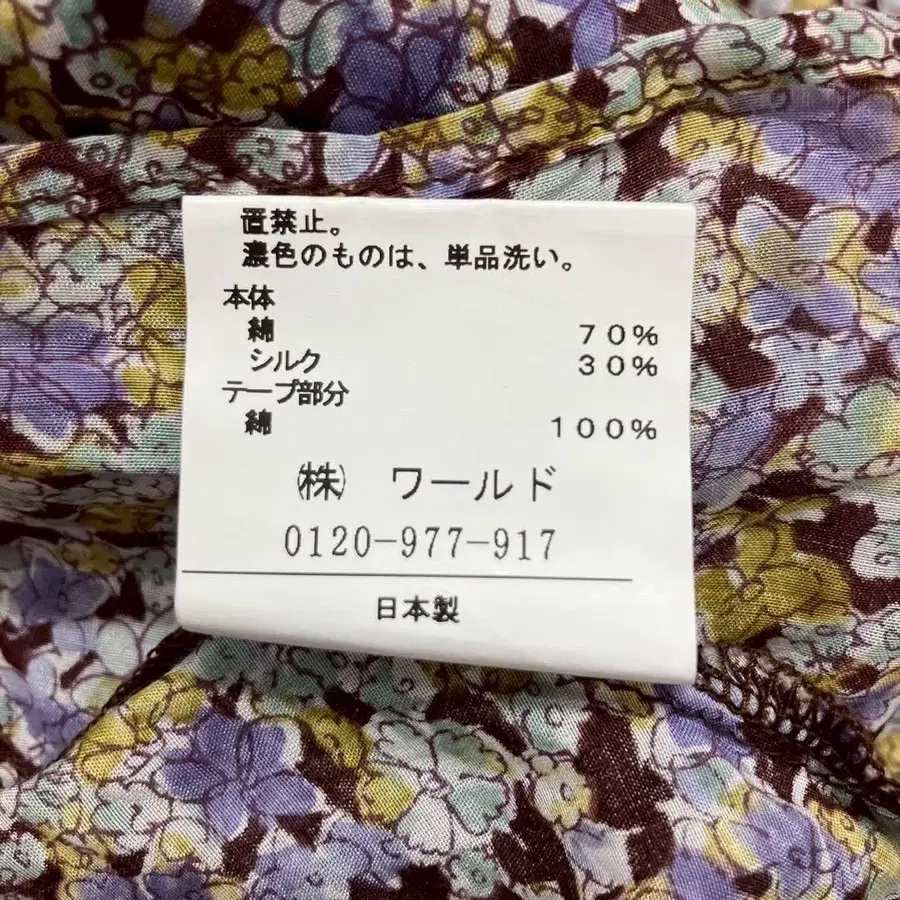 置禁止。
濃色のものは、単品洗い。
本体
綿 70%
シルク 30%
テープ部分
綿 100%
㈱ ワールド
0120-977-917
日本製